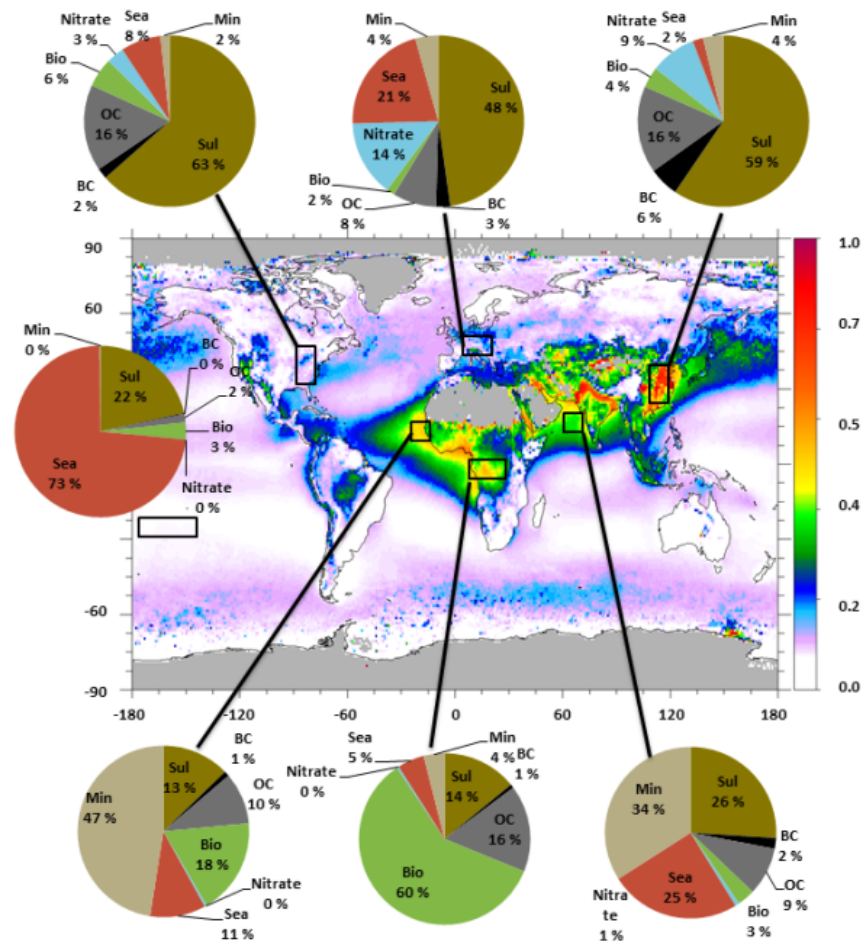 Nitrate
3 %
Sea
8 %
Min
2 %
Bio
6 %
OC
16 %
Sul
63 %
BC
2 %
Min
4 %
Sea
21 %
Sul
48 %
Nitrate
14 %
Bio
2 %
OC
8 %
BC
3 %
Nitrate
9 %
Sea
2 %
Min
4 %
Bio
4 %
OC
16 %
Sul
59 %
BC
6 %
Min
0 %
BC
0 %
Sul
22 %
OC
2 %
Bio
3 %
Sea
73 %
Nitrate
0 %
90
60
-60
-90
-180
-60
0
60
120
180
1.0
0.7
0.5
0.4
0.2
0.0
Min
47 %
Sul
13 %
BC
1 %
OC
10 %
Bio
18 %
Nitrate
0 %
Sea
11 %
Sea
5 %
Min
4 %
BC
1 %
Nitrate
0 %
Sul
14 %
OC
16 %
Bio
60 %
Min
34 %
Sul
26 %
BC
2 %
OC
9 %
Sea
25 %
Nitra
te
1 %
Bio
3 %